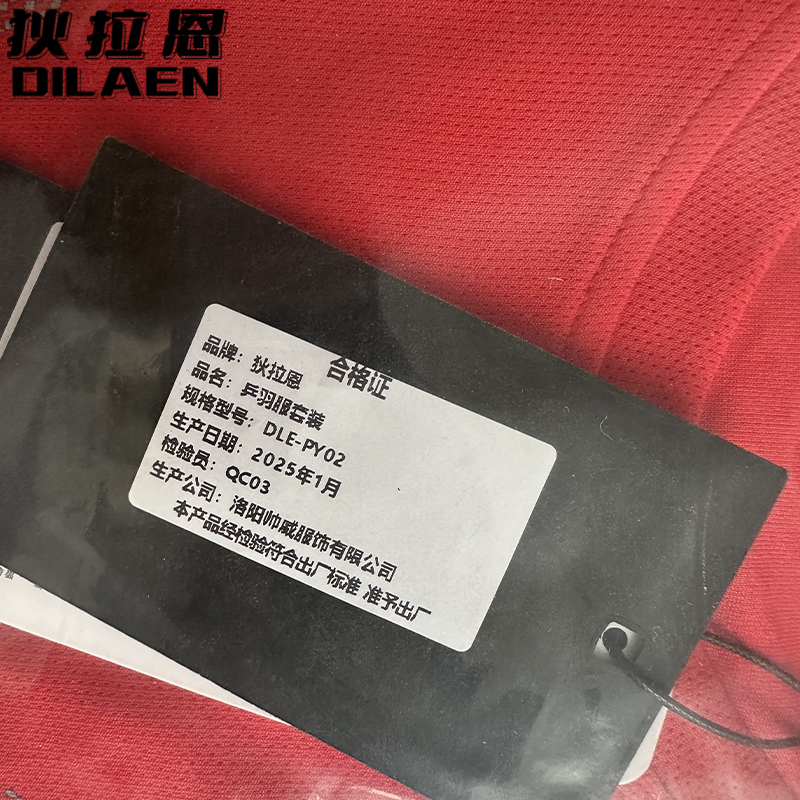 狄拉恩
DILAEN
合格证
品牌：狄拉恩
品名：乒羽服套装
规格型号：DLE-PY02
生产日期：2025年1月
检验员：QC03
生产公司：洛阳帅威服饰有限公司
本产品经检验符合出厂标准 准予出厂